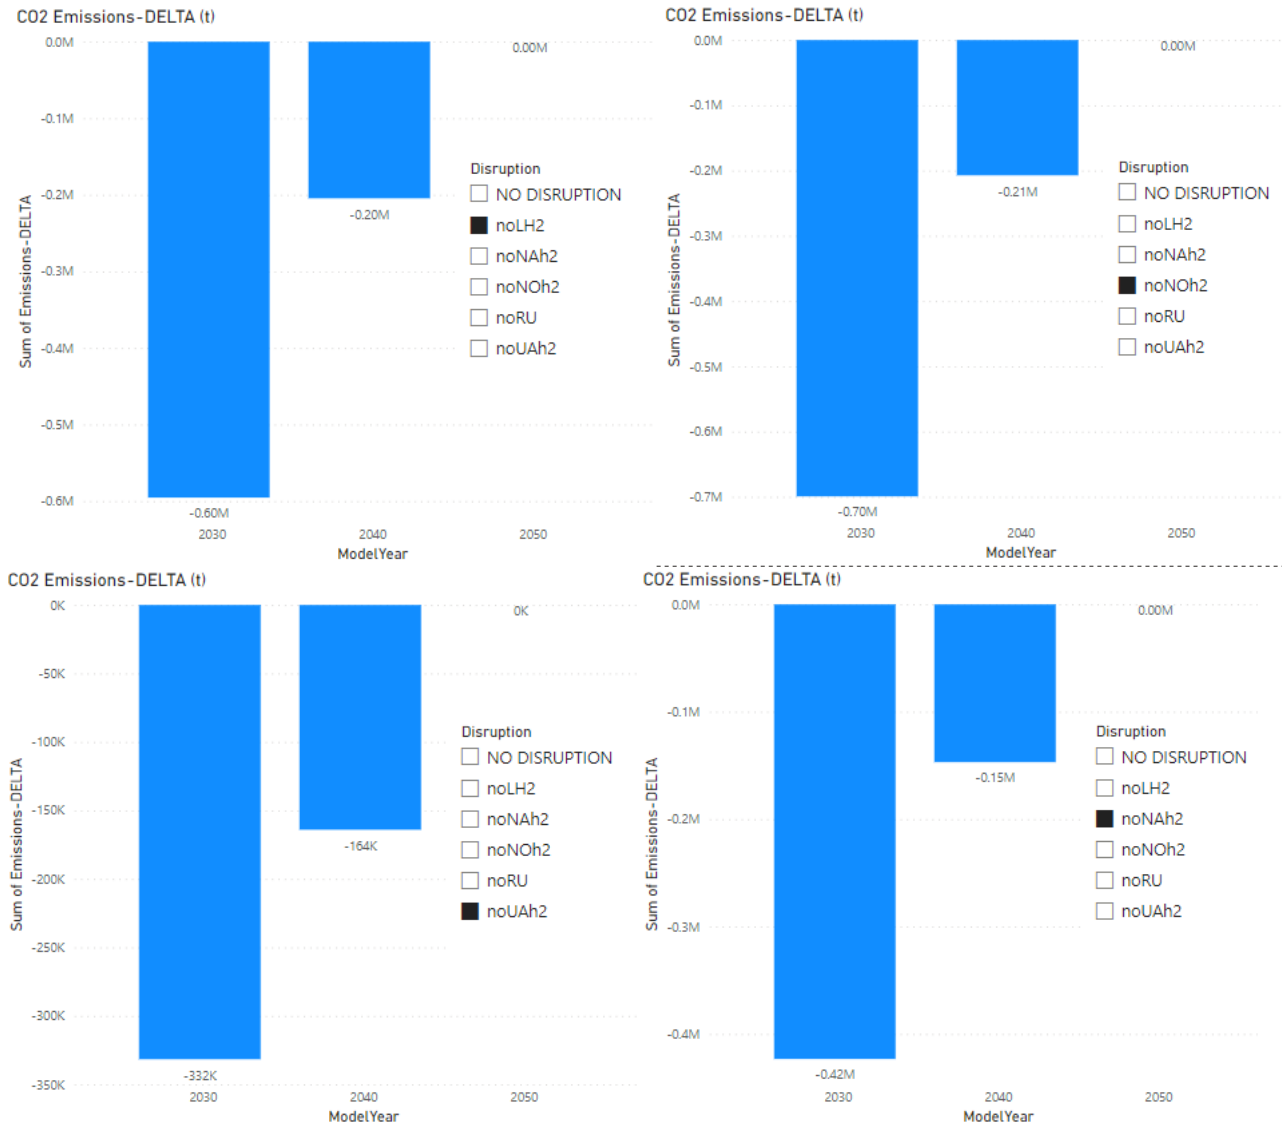 CO2 Emissions-DELTA (t)
0.0M
-0.1M
-0.2M
-0.3M
-0.4M
-0.5M
-0.6M
Sum of Emissions-DELTA
-0.60M
-0.20M
0.00M
2030
2040
2050
ModelYear
Disruption
NO DISRUPTION
noLH2
noNAh2
noNOh2
noRU
noUAh2
CO2 Emissions-DELTA (t)
0.0M
-0.1M
-0.2M
-0.3M
-0.4M
-0.5M
-0.6M
-0.7M
Sum of Emissions-DELTA
-0.70M
-0.21M
0.00M
2030
2040
2050
ModelYear
Disruption
NO DISRUPTION
noLH2
noNAh2
noNOh2
noRU
noUAh2
CO2 Emissions-DELTA (t)
0K
-50K
-100K
-150K
-200K
-250K
-300K
-350K
Sum of Emissions-DELTA
-332K
-164K
0K
2030
2040
2050
ModelYear
Disruption
NO DISRUPTION
noLH2
noNAh2
noNOh2
noRU
noUAh2
CO2 Emissions-DELTA (t)
0.0M
-0.1M
-0.2M
-0.3M
-0.4M
Sum of Emissions-DELTA
-0.42M
-0.15M
0.00M
2030
2040
2050
ModelYear
Disruption
NO DISRUPTION
noLH2
noNAh2
noNOh2
noRU
noUAh2